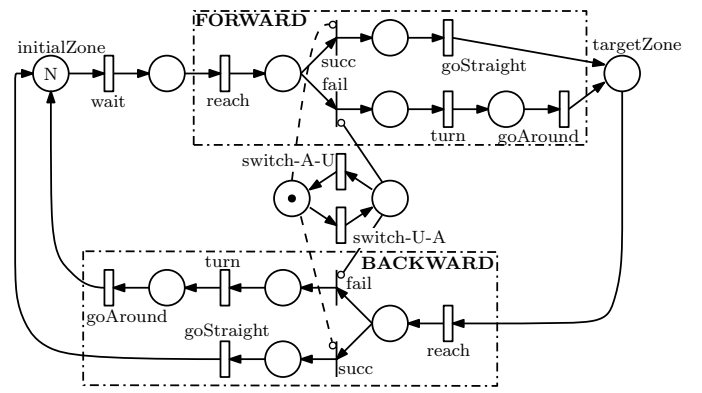 FORWARD
initialZone
targetZone
succ
goStraight
N
fail
wait
reach
turn
goAround
switch-A-U
switch-U-A
BACKWARD
turn
fail
goAround
goStraight
reach
succ